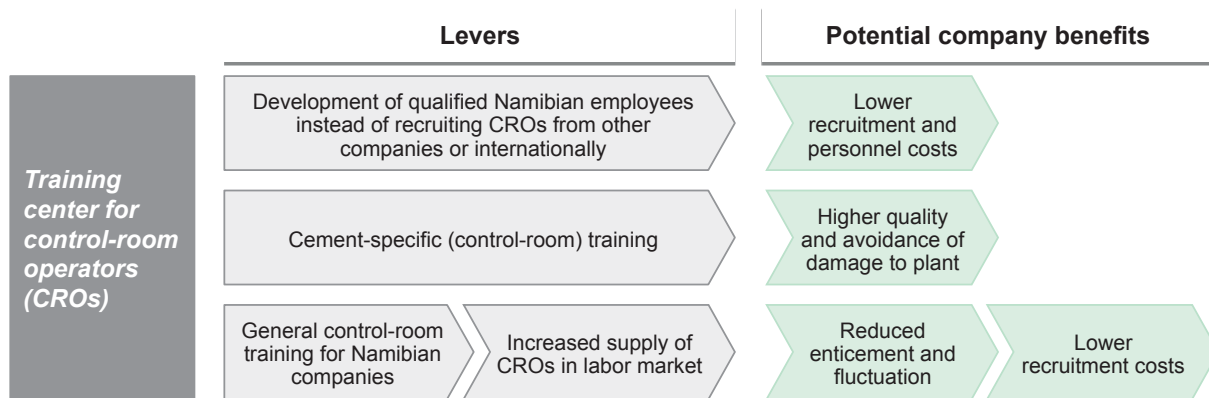 Levers
Potential company benefits
Training
center for
control-room
operators
(CROs)
Development of qualified Namibian employees
instead of recruiting CROs from other
companies or internationally
Lower
recruitment and
personnel costs
Cement-specific (control-room) training
Higher quality
and avoidance of
damage to plant
General control-room
training for Namibian
companies
Increased supply of
CROs in labor market
Reduced
enticement and
fluctuation
Lower
recruitment costs